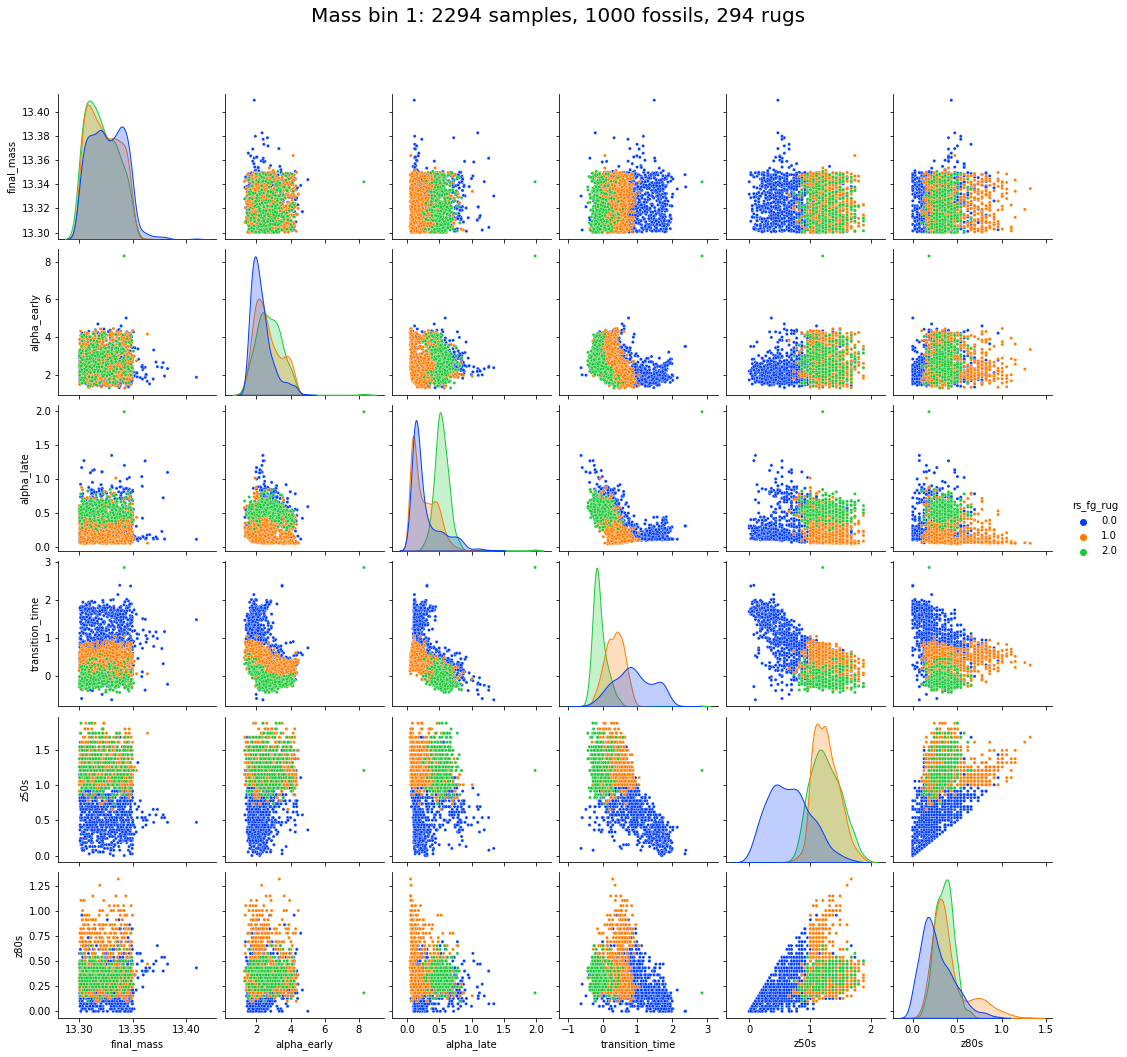 Mass bin 1: 2294 samples, 1000 fossils, 294 rugs
final_mass
13.40
13.38
13.36
13.34
13.32
13.30
alpha_early
8
6
4
2
alpha_late
2.0
1.5
1.0
0.5
0.0
rs_fg_rug
0.0
1.0
2.0
transition_time
3
2
1
0
z50s
1.5
1.0
0.5
0.0
z80s
1.25
1.00
0.75
0.50
0.25
0.00
13.30 13.35 13.40
2 4 6 8
0.0 0.5 1.0 1.5 2.0
−1 0 1 2 3
0 1 2
0.0 0.5 1.0 1.5
final_mass
alpha_early
alpha_late
transition_time
z50s
z80s